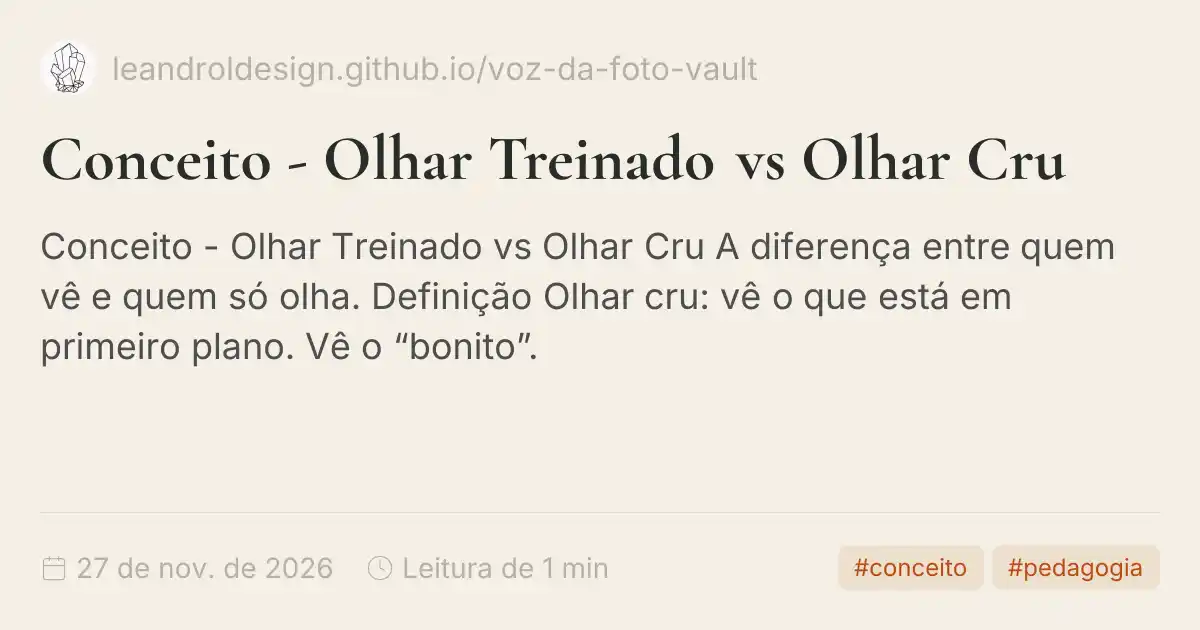 leandroldesign.github.io/voz-da-foto-vault
Conceito - Olhar Treinado vs Olhar Cru
Conceito - Olhar Treinado vs Olhar Cru A diferença entre quem
vê e quem só olha. Definição Olhar cru: vê o que está em
primeiro plano. Vê o “bonito”.
27 de nov. de 2026
Leitura de 1 min
#conceito
#pedagogia